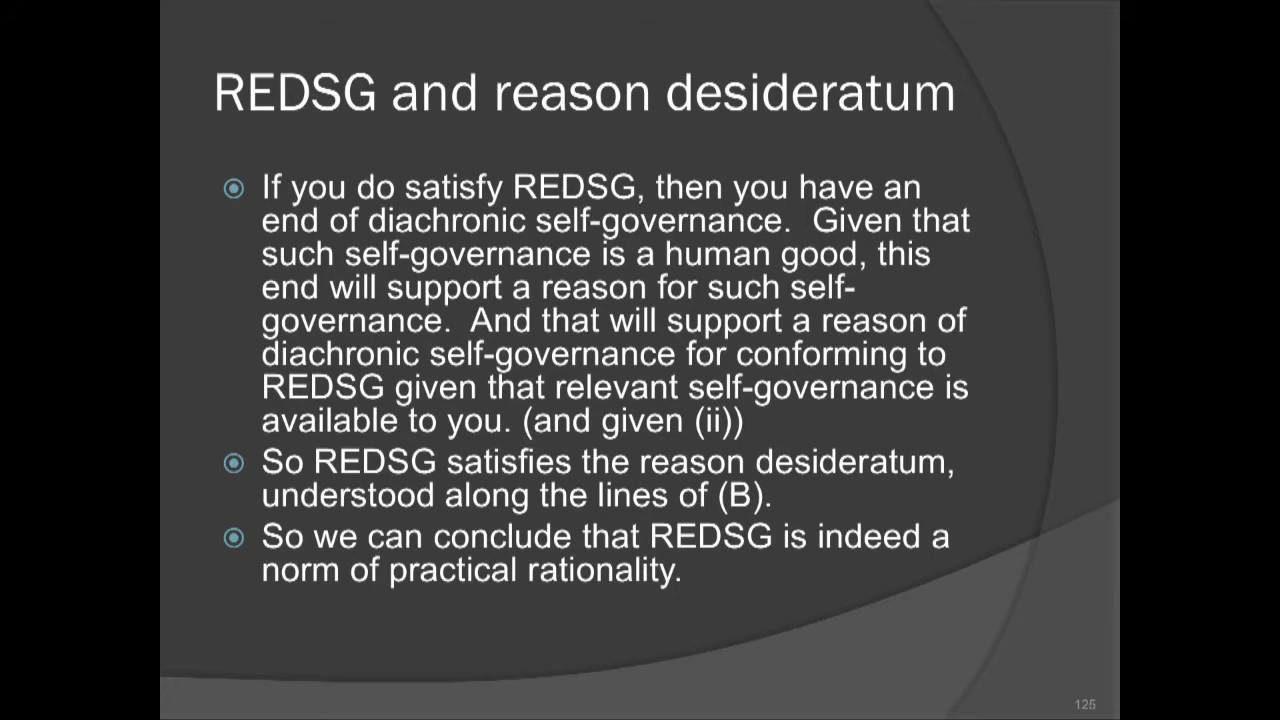 REDSG and reason desideratum
If you do satisfy REDSG, then you have an
end of diachronic self-governance.  Given that
such self-governance is a human good, this
end will support a reason for such self-
governance.  And that will support a reason of
diachronic self-governance for conforming to
REDSG given that relevant self-governance is
available to you. (and given (ii))
So REDSG satisfies the reason desideratum,
understood along the lines of (B).
So we can conclude that REDSG is indeed a
norm of practical rationality.
125